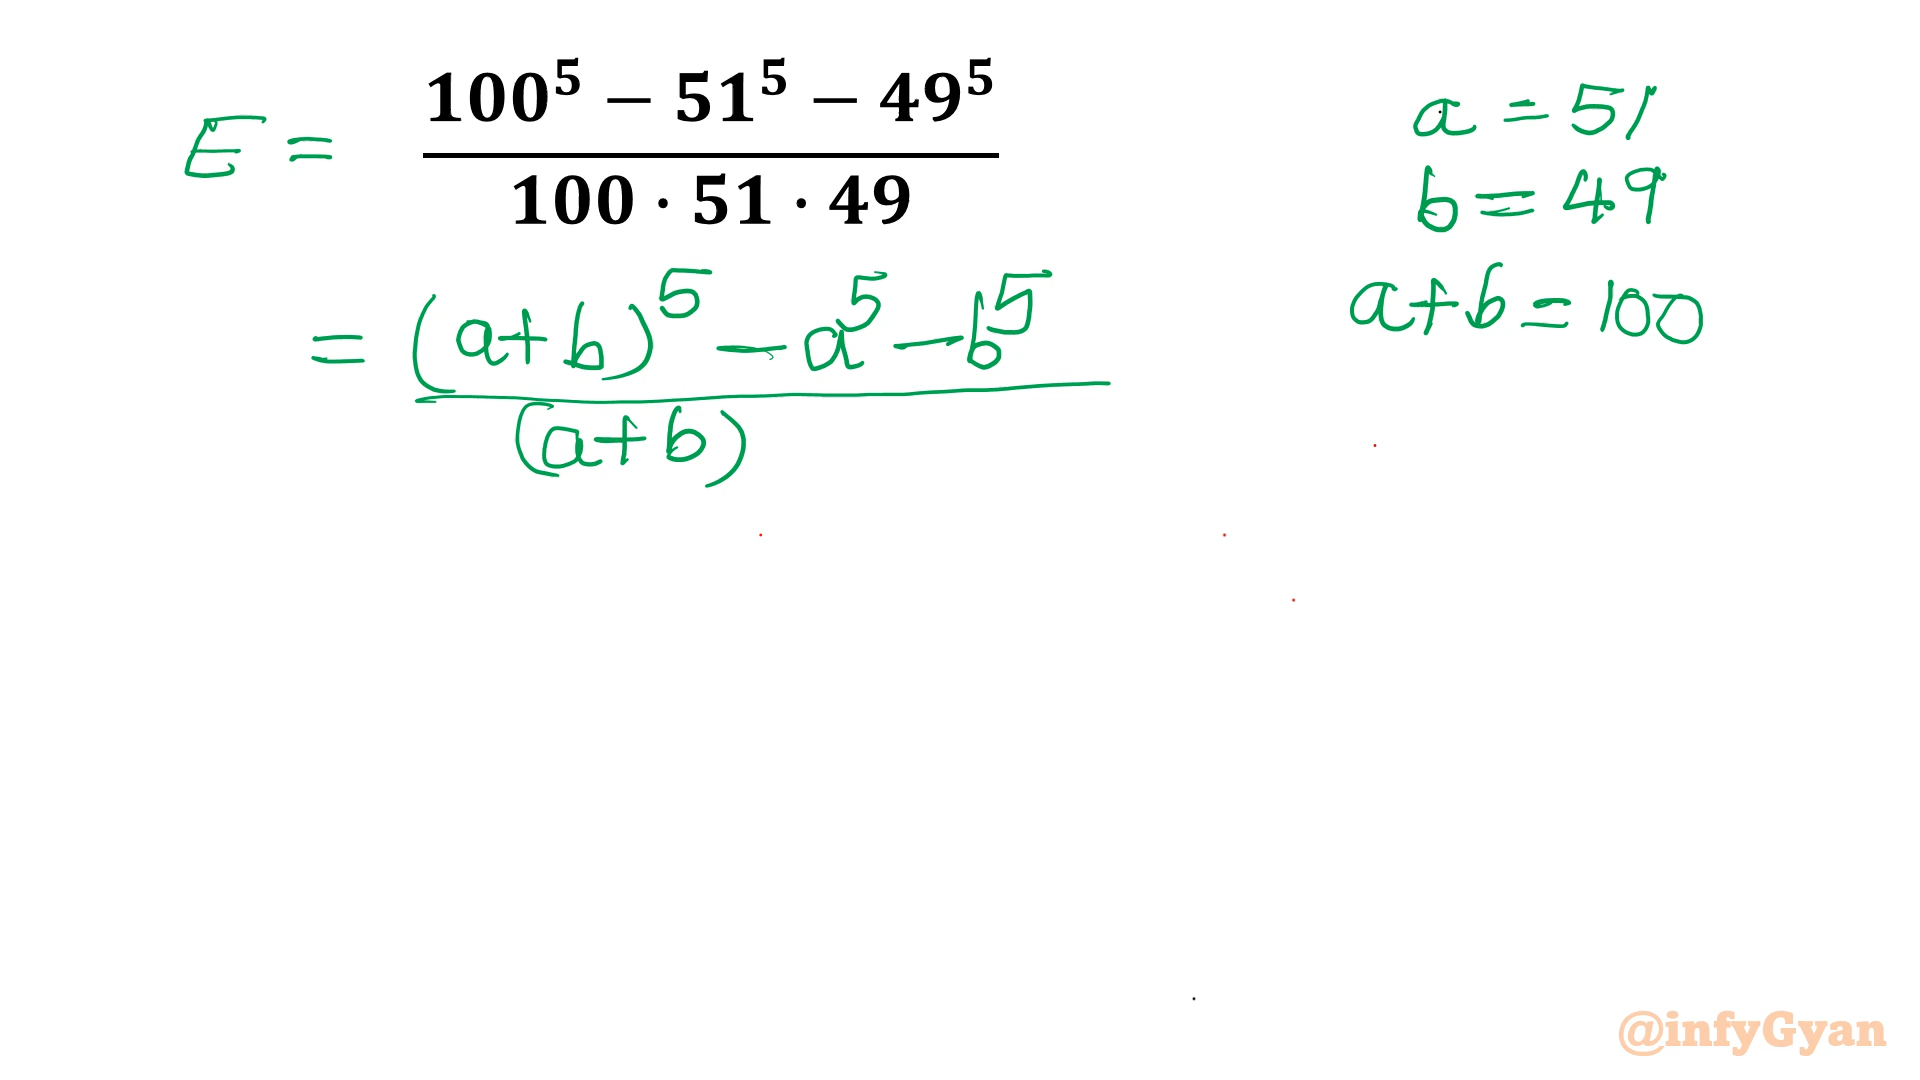 E = 100⁵ − 51⁵ − 49⁵
100 · 51 · 49
= (a+b)⁵ − a⁵ − b⁵
(a+b)
a = 51
b = 49
a+b = 100
@infyGyan